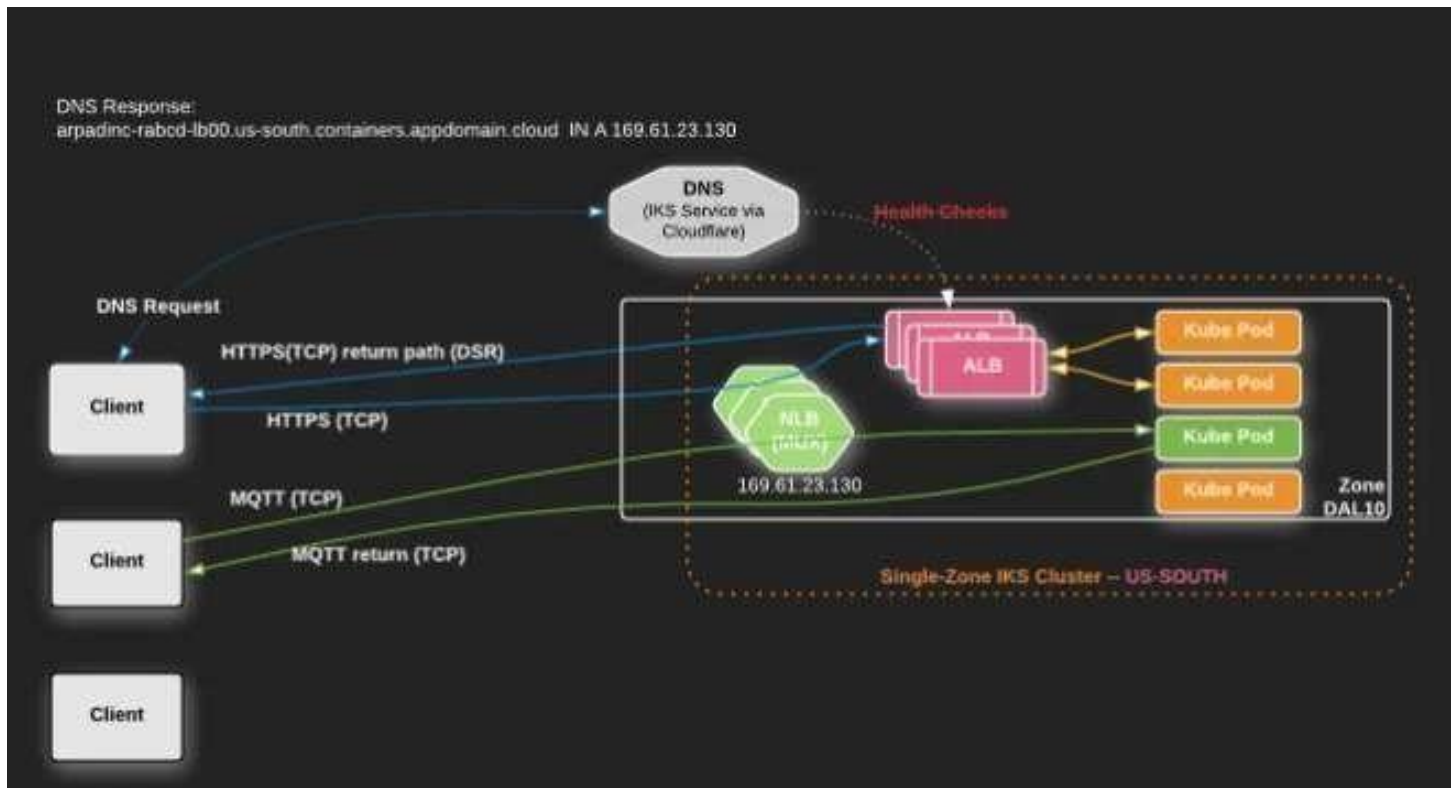 DNS Response:
arpadinc-rabcd-lb00.us-south.containers.appdomain.cloud IN A 169.61.23.130
DNS
(IKS Service via
Cloudflare)
Health Checks
DNS Request
HTTPS(TCP) return path (DSR)
Client
HTTPS (TCP)
ALB
ALB
Kube Pod
Kube Pod
Kube Pod
Kube Pod
NLB
(MUX)
169.61.23.130
Zone
DAL10
MQTT (TCP)
Client
MQTT return (TCP)
Single-Zone IKS Cluster – US-SOUTH
Client